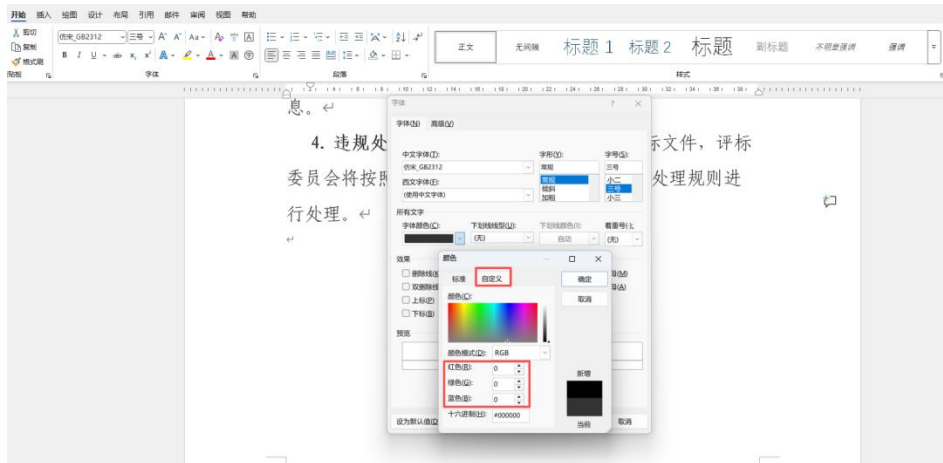 开始 插入 绘图 设计 布局 引用 邮件 审阅 视图 帮助
剪切
复制
格式刷
仿宋_GB2312 三号
字体
段落
正文 无间隔 标题 1 标题 2 标题 副标题 不明显强调 强调
样式
息。
4. 违规处
标文件，评标
委员会将按照
处理规则进
行处理。
字体
字体(N) 高级(V)
中文字体(T): 字形(Y): 字号(S):
仿宋_GB2312 常规 三号
西文字体(F):
(使用中文字体)
常规 小二
倾斜 三号
加粗 小三
所有文字
字体颜色(C): 下划线线型(U): 下划线颜色(I): 着重号(·):
(无) 自动 (无)
效果
删除线(K)
双删除线
上标(P)
下标(B)
母(M)
母(A)
预览
设为默认值(D)
取消
颜色
标准 自定义
确定
取消
颜色(C):
颜色模式(D): RGB
红色(R): 0
绿色(G): 0
蓝色(B): 0
十六进制(H): #000000
新增
当前